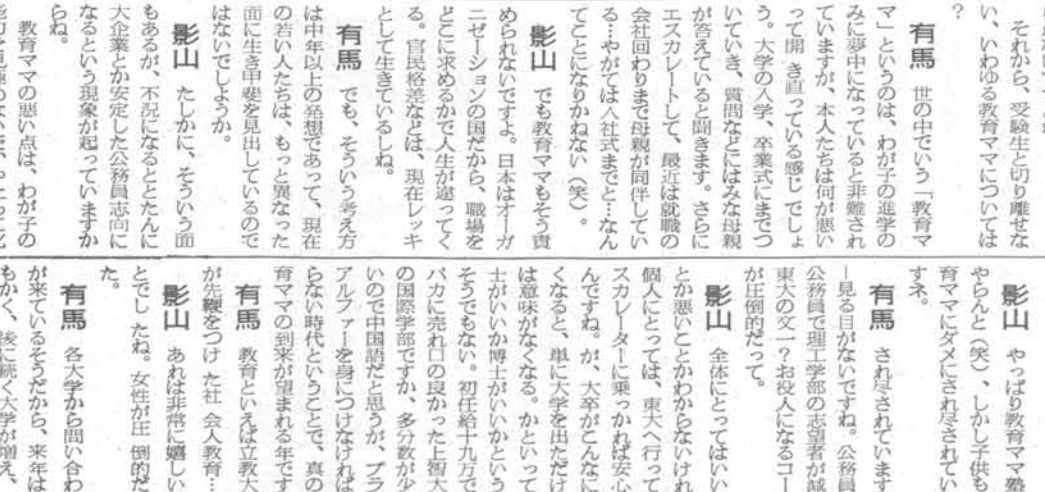 それから、受験生と切り離せな
い、いわゆる教育ママについては
？
有馬　世の中でいう「教育マ
マ」というのは、わが子の進学の
みに夢中になっていると非難され
ていますが、本人たちは何が悪い
って開き直っている感じでしょ
う。大学の入学、卒業式にまでつ
いていき、質問などにはみな母親
が答えていると聞きます。さらに
エスカレートして、最近は就職の
会社回わりまで母親が同伴してい
る…やがては入社式までと…なん
てことになりかねない（笑）。
影山　でも教育ママもそう責
められないですよ。日本はオーガ
ニゼーションの国だから、職場を
どこに求めるかで人生が違ってく
る。官民格差などは、現在レッキ
として生きているしね。
有馬　でも、そういう考え方
は中年以上の発想であって、現在
の若い人たちは、もっと異なった
面に生き甲斐を見出しているので
はないでしようか。
影山　たしかに、そういう面
もあるが、不況になるととたんに
大企業とか安定した公務員志向に
なるという現象が起っていますか
らね。
教育ママの悪い点は、わが子の
影山　やっぱり教育ママ塾
やらんと（笑）、しかし子供も
育ママにダメにされ尽されてい
すネ。
有馬　され尽されています
ー見る目がないですね。公務員
公務員で理工学部の志望者が減
東大の文一？お役人になるコー
が圧倒的だって。
影山　全体にとってはいい
とか悪いことかわからないけれ
個人にとっては、東大へ行って
スカレーターに乗っかれば安心
んですね。が、大卒がこんなに
くなると、単に大学を出ただけ
は意味がなくなる。かといって
士がいいか博士がいいかという
そうでもない。初任給十九万で
バカに売れ口の良かった上智大
の国際学部ですか、多分数が少
いので中国語だと思うが、プラ
アルファーを身につけなければ
らない時代ということで、真の
育ママの到来が望まれる年です
有馬　教育といえば立教大
が先鞭をつけた社会人教育…
影山　あれは非常に嬉しい
とでしたね。女性が圧倒的だ
た。
有馬　各大学から問い合わ
が来ているそうだから、来年は
もかく、後に続く大学が増え、